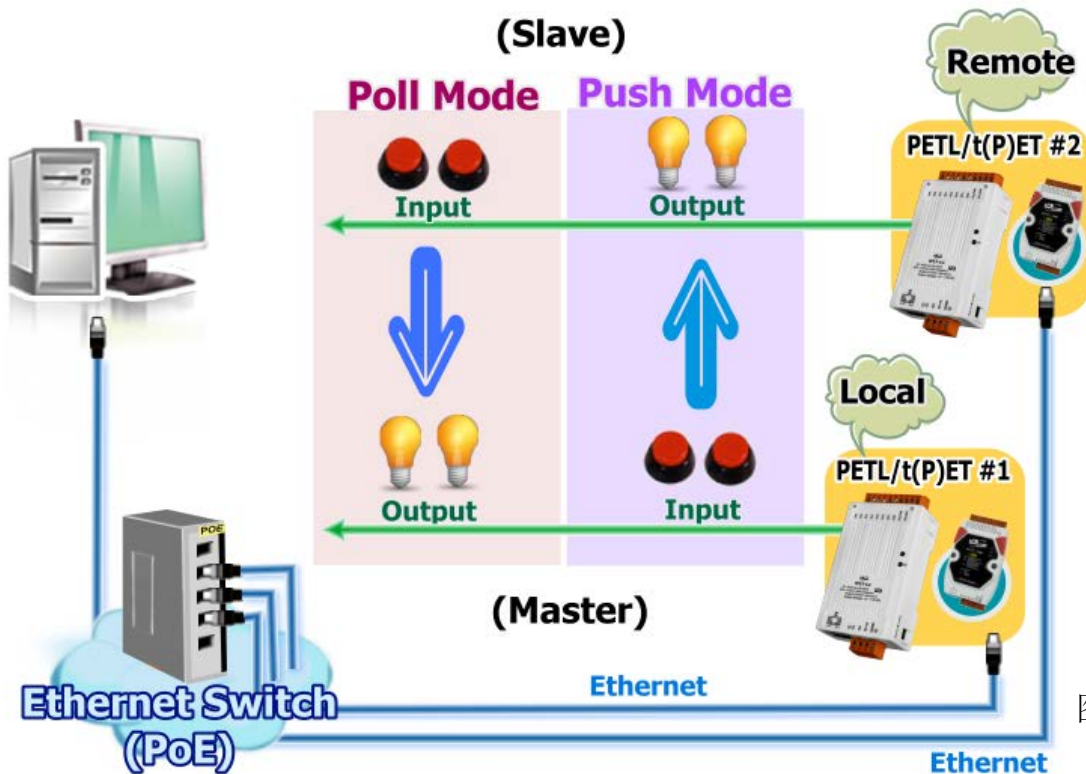 (Slave)
Remote
Poll Mode
Push Mode
PETL/t(P)ET #2
Input
Output
Local
PETL/t(P)ET #1
Output
Input
POE
(Master)
Ethernet Switch
(PoE)
Ethernet
Ethernet